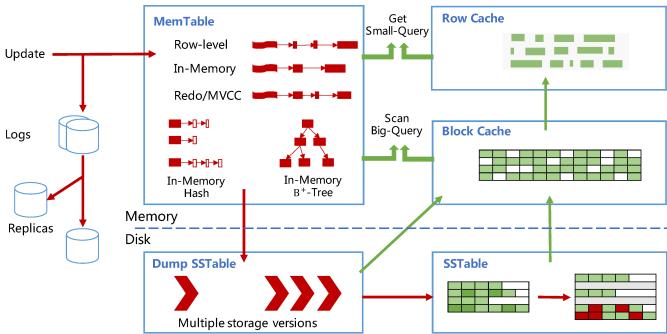 MemTable
Get
Small-Query
Row Cache
Row-level
Update
In-Memory
Redo/MVCC
Scan
Big-Query
Block Cache
Logs
In-Memory
Hash
In-Memory
B+-Tree
Replicas
Memory
Disk
Dump SSTable
SSTable
Multiple storage versions